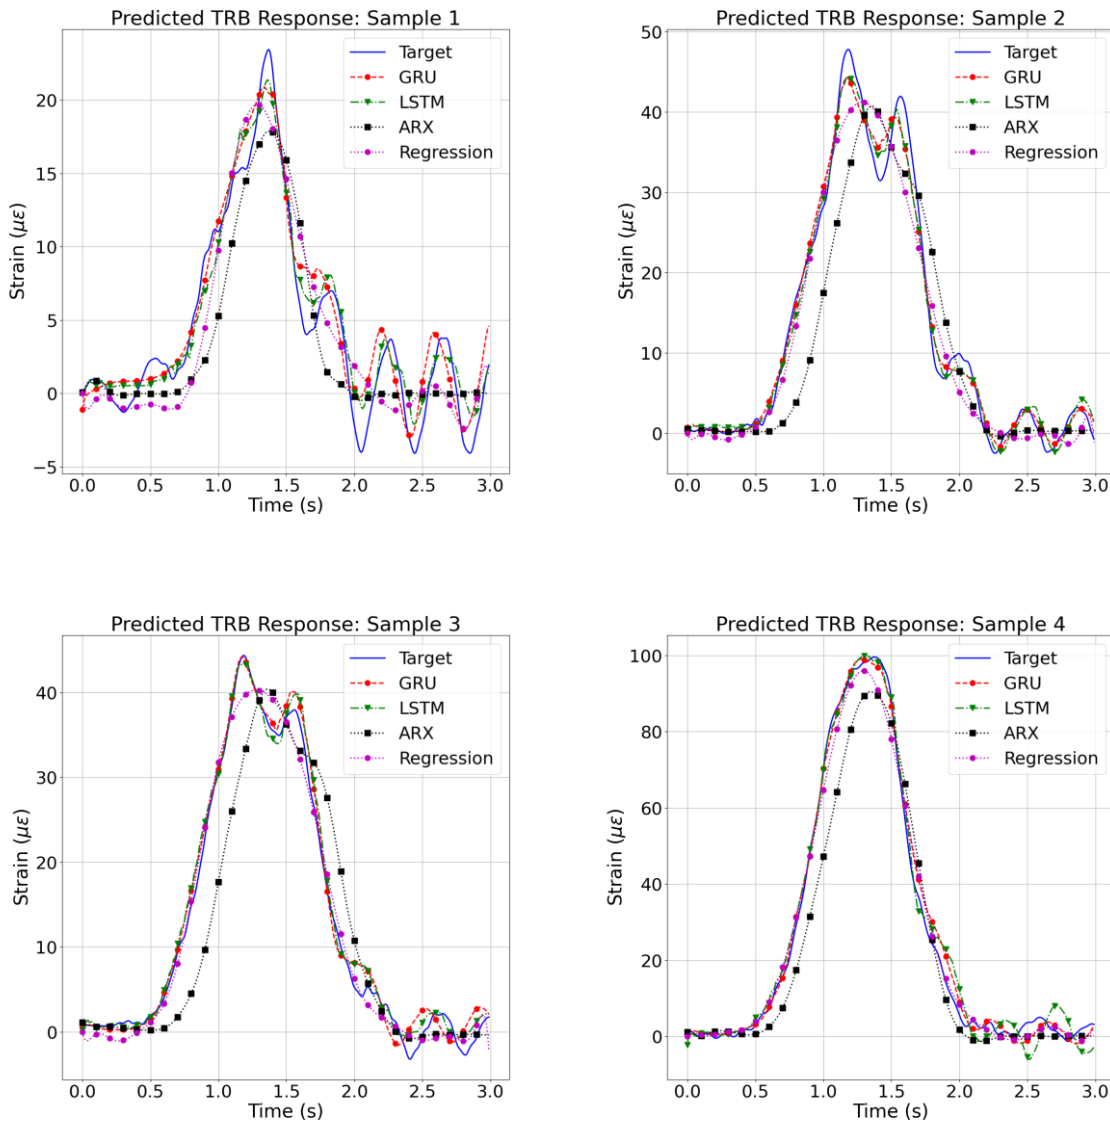 Predicted TRB Response: Sample 1
Target
GRU
LSTM
ARX
Regression
Strain (με)
20
15
10
5
0
−5
0.0 0.5 1.0 1.5 2.0 2.5 3.0
Time (s)
Predicted TRB Response: Sample 2
Target
GRU
LSTM
ARX
Regression
Strain (με)
50
40
30
20
10
0
0.0 0.5 1.0 1.5 2.0 2.5 3.0
Time (s)
Predicted TRB Response: Sample 3
Target
GRU
LSTM
ARX
Regression
Strain (με)
40
30
20
10
0
0.0 0.5 1.0 1.5 2.0 2.5 3.0
Time (s)
Predicted TRB Response: Sample 4
Target
GRU
LSTM
ARX
Regression
Strain (με)
100
80
60
40
20
0
0.0 0.5 1.0 1.5 2.0 2.5 3.0
Time (s)